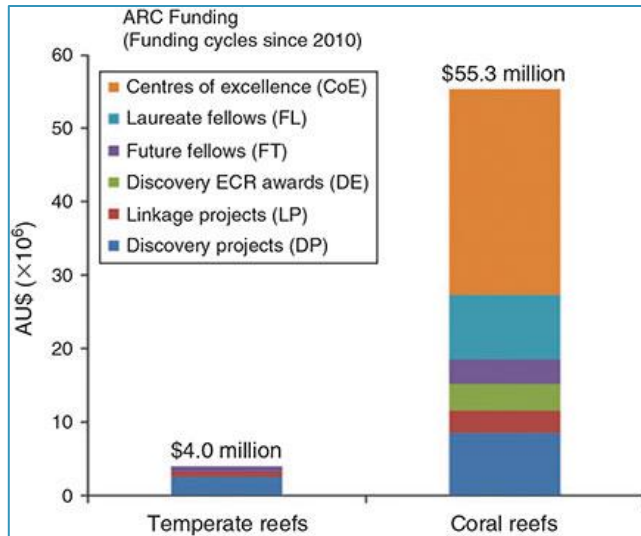 ARC Funding
(Funding cycles since 2010)
60
$55.3 million
Centres of excellence (CoE)
50
Laureate fellows (FL)
Future fellows (FT)
40
Discovery ECR awards (DE)
Linkage projects (LP)
Discovery projects (DP)
30
AU$ (×10⁶)
20
10
$4.0 million
0
Temperate reefs
Coral reefs